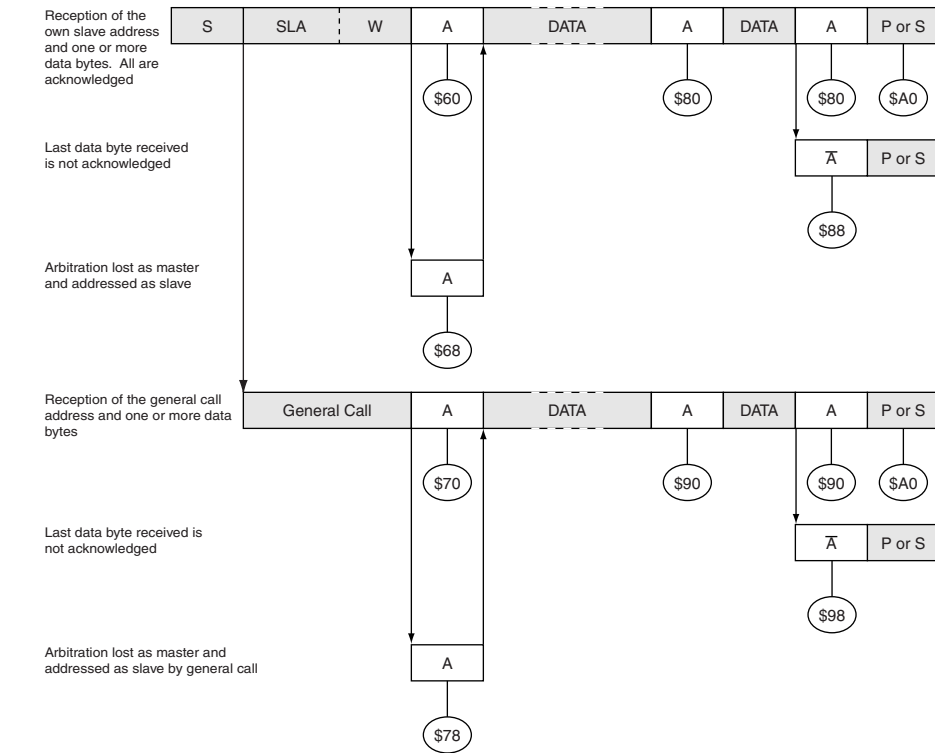 Reception of the
own slave address
and one or more
data bytes.  All are
acknowledged
S SLA W A DATA A DATA A P or S
$60 $80 $80 $A0
Last data byte received
is not acknowledged
A̅ P or S
$88
Arbitration lost as master
and addressed as slave
A
$68
Reception of the general call
address and one or more data
bytes
General Call A DATA A DATA A P or S
$70 $90 $90 $A0
Last data byte received is
not acknowledged
A̅ P or S
$98
Arbitration lost as master and
addressed as slave by general call
A
$78